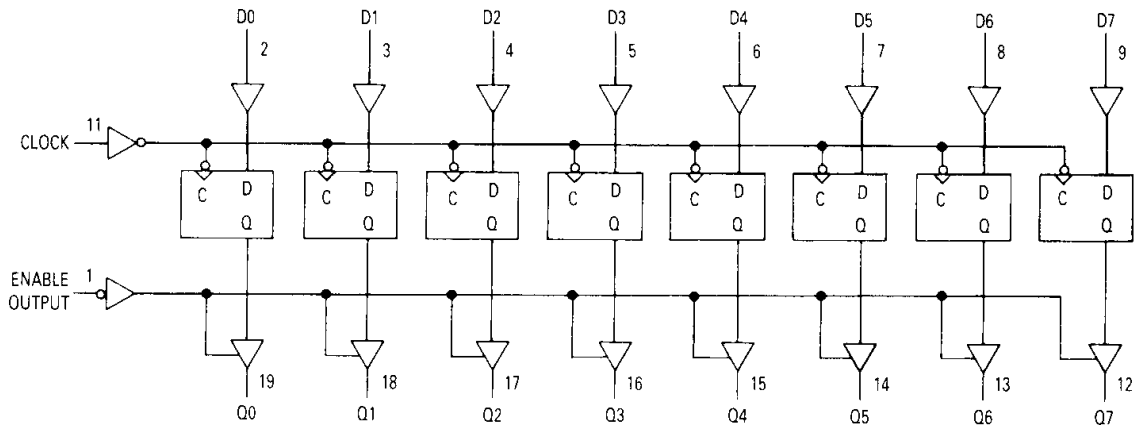 D0 D1 D2 D3 D4 D5 D6 D7
2 3 4 5 6 7 8 9
CLOCK 11
C D C D C D C D C D C D C D C D
Q Q Q Q Q Q Q Q
ENABLE OUTPUT 1
19 18 17 16 15 14 13 12
Q0 Q1 Q2 Q3 Q4 Q5 Q6 Q7